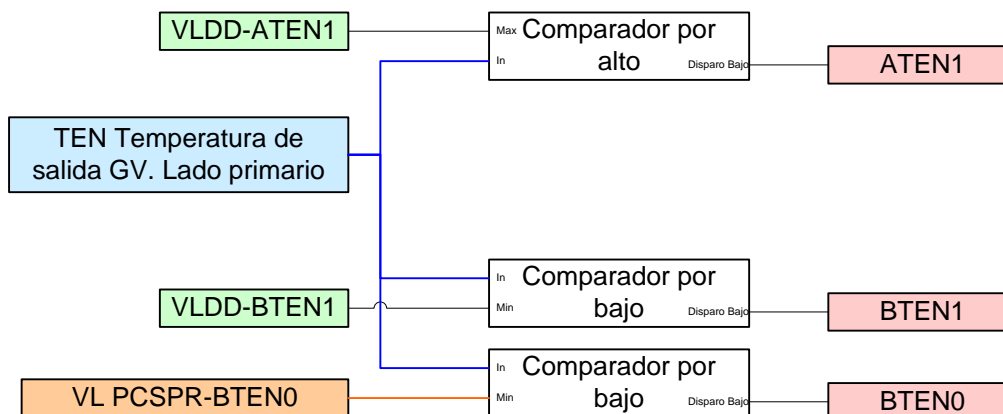 VLDD-ATEN1
Max
Comparador por
alto
In
Disparo Bajo
ATEN1
TEN Temperatura de
salida GV. Lado primario
In
Comparador por
bajo
Min
Disparo Bajo
VLDD-BTEN1
BTEN1
In
Comparador por
bajo
Min
Disparo Bajo
VL PCSPR-BTEN0
BTEN0